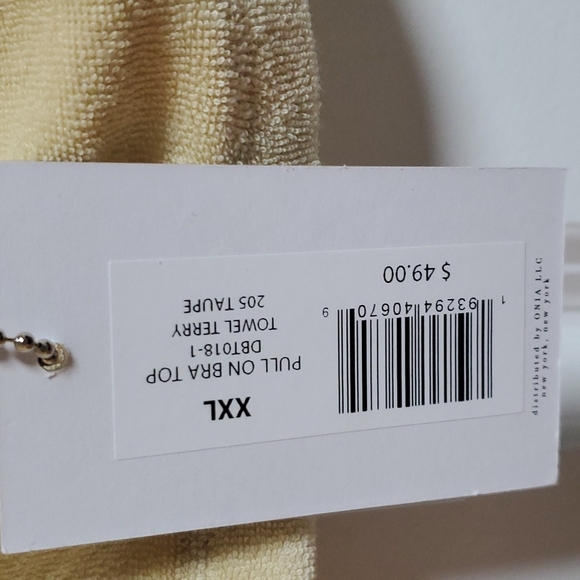 XXL
PULL ON BRA TOP
DBT018-1
TOWEL TERRY
205 TAUPE
1 93294 40670 9
$ 49.00
distributed by ONIA LLC
new york, new york